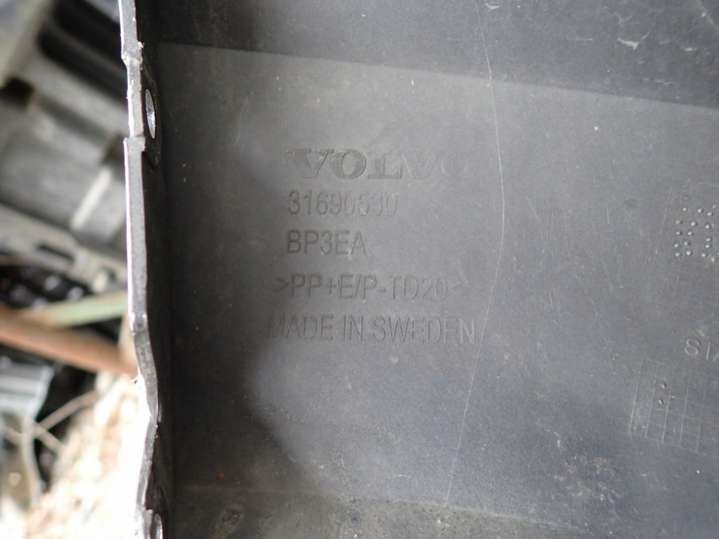 VOLVO
31690530
BP3EA
>PP+E/P-TD20<
MADE IN SWEDEN